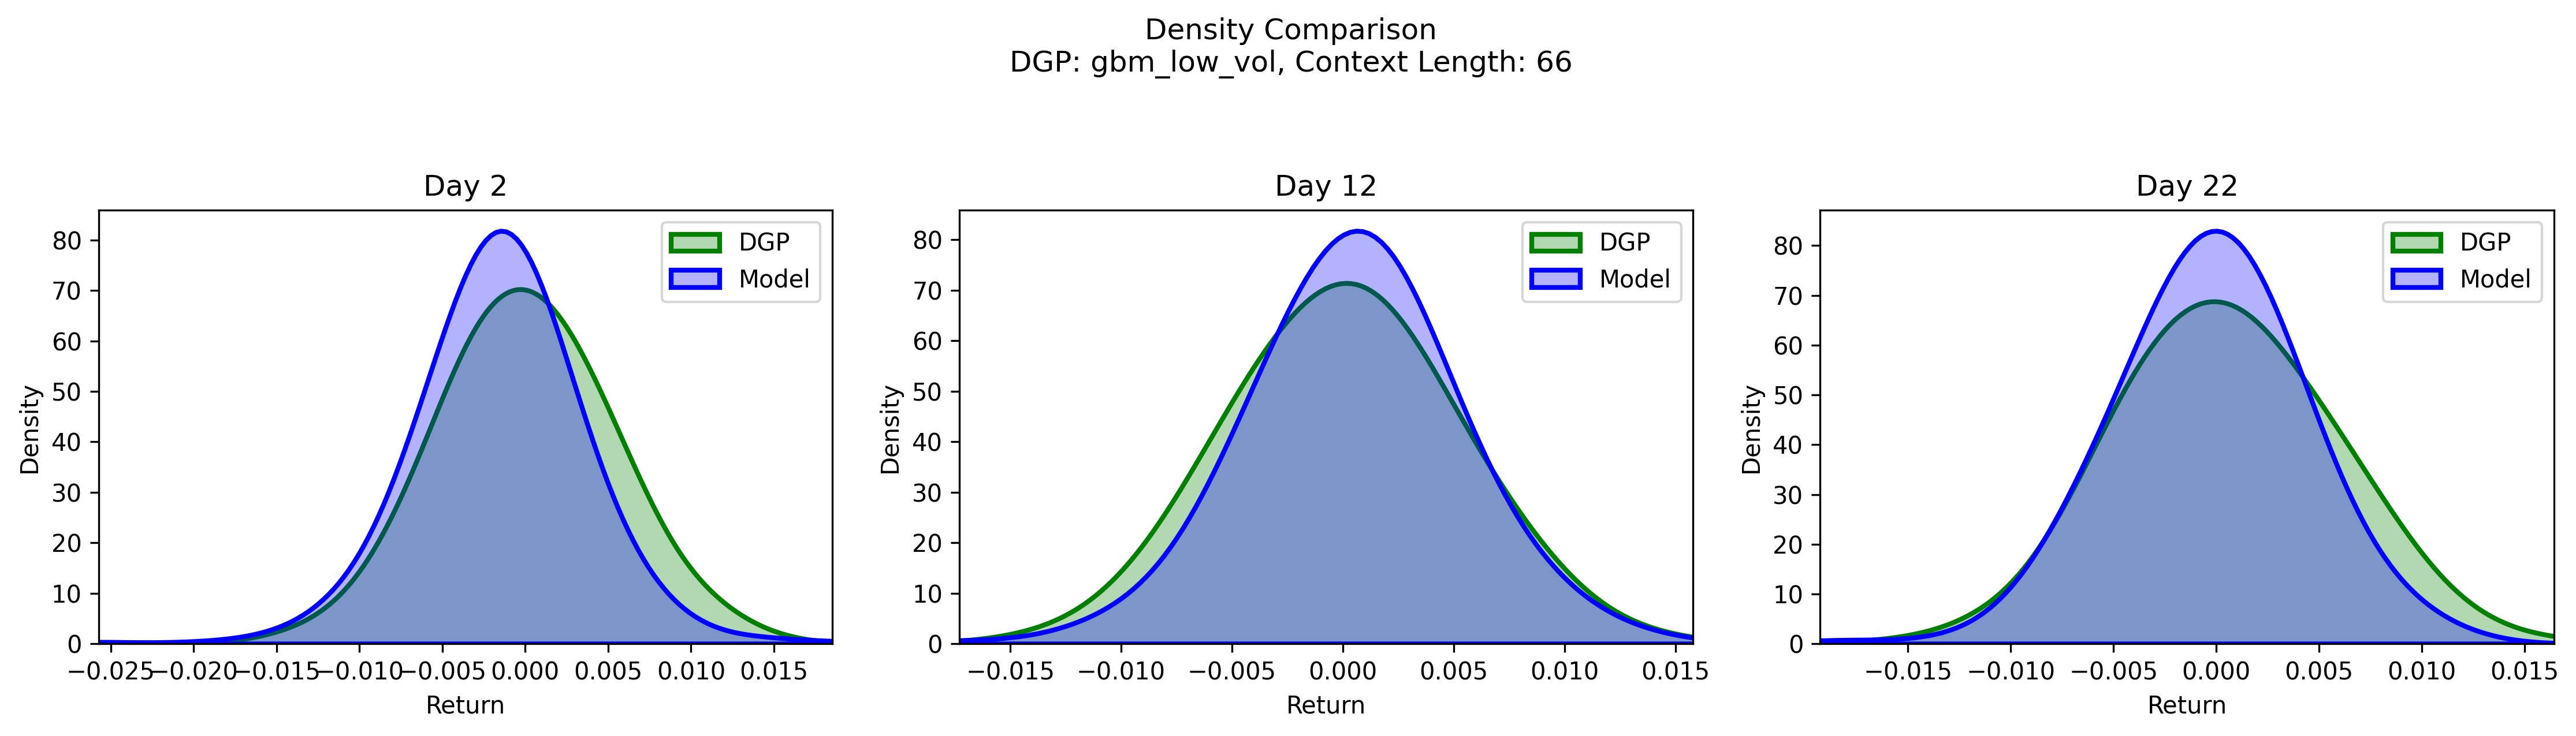 Density Comparison
DGP: gbm_low_vol, Context Length: 66
Day 2
Density
80
70
60
50
40
30
20
10
0
DGP
Model
−0.025 −0.020 −0.015 −0.010 −0.005 0.000 0.005 0.010 0.015
Return
Day 12
Density
80
70
60
50
40
30
20
10
0
DGP
Model
−0.015 −0.010 −0.005 0.000 0.005 0.010 0.015
Return
Day 22
Density
80
70
60
50
40
30
20
10
0
DGP
Model
−0.015 −0.010 −0.005 0.000 0.005 0.010 0.015
Return